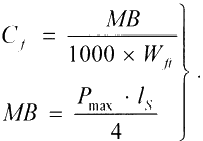 C_f = MB / (1000 × W_ft)
MB = (P_max · l_S) / 4 } .